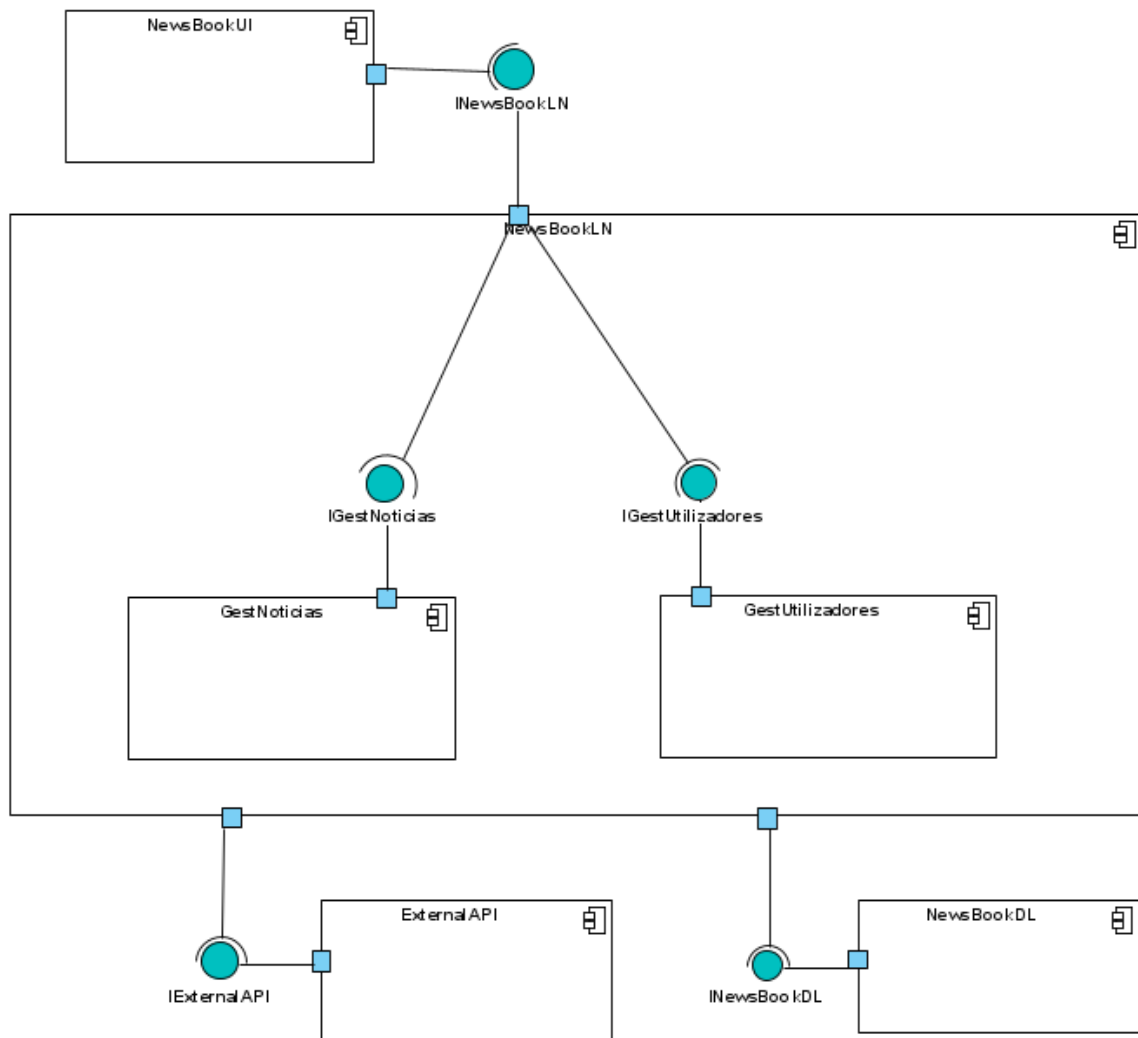 NewsBookUI
INewsBookLN
NewsBookLN
IGestNoticias
IGestUtilizadores
GestNoticias
GestUtilizadores
ExternalAPI
NewsBookDL
IExternalAPI
INewsBookDL